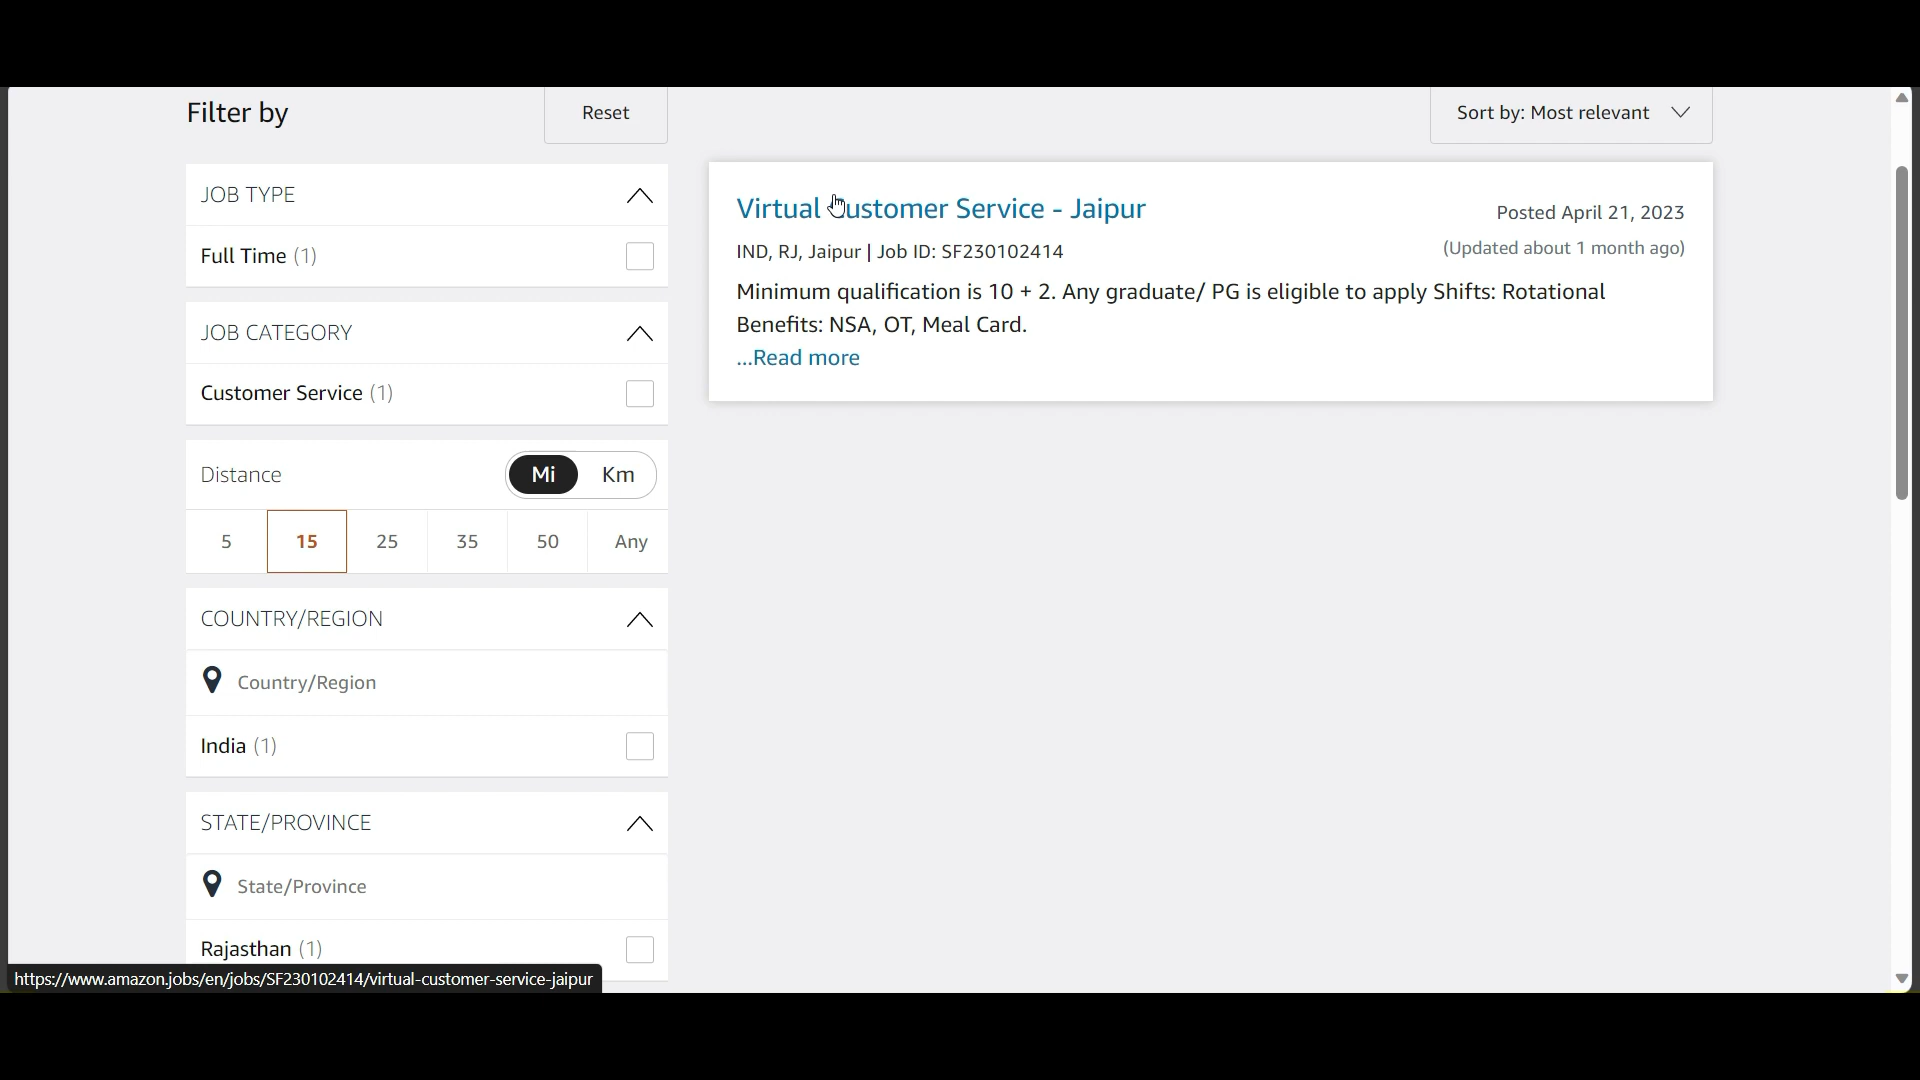 Filter by
Reset
Sort by: Most relevant
JOB TYPE
Full Time (1)
JOB CATEGORY
Customer Service (1)
Distance
Mi Km
5 15 25 35 50 Any
COUNTRY/REGION
Country/Region
India (1)
STATE/PROVINCE
State/Province
Rajasthan (1)
Virtual Customer Service - Jaipur
Posted April 21, 2023
IND, RJ, Jaipur | Job ID: SF230102414
(Updated about 1 month ago)
Minimum qualification is 10 + 2. Any graduate/ PG is eligible to apply Shifts: Rotational
Benefits: NSA, OT, Meal Card.
...Read more
https://www.amazon.jobs/en/jobs/SF230102414/virtual-customer-service-jaipur